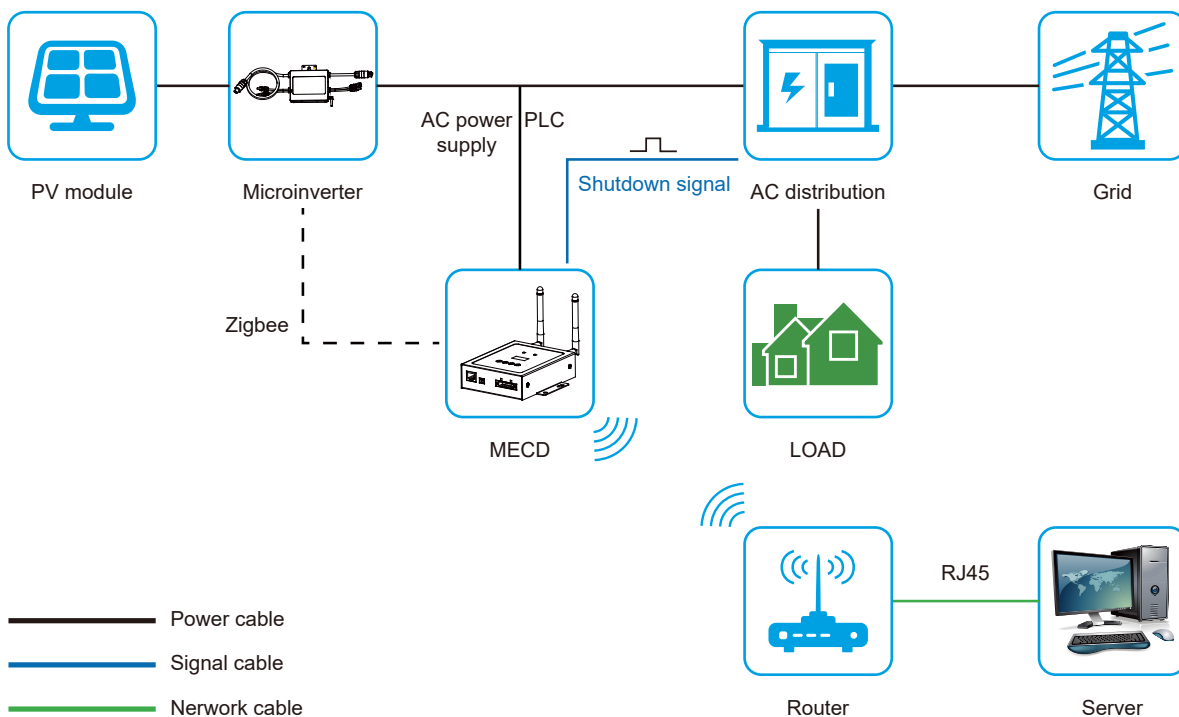 AC power PLC
supply
Shutdown signal
PV module
Microinverter
AC distribution
Grid
Zigbee
MECD
LOAD
RJ45
Power cable
Signal cable
Nerwork cable
Router
Server